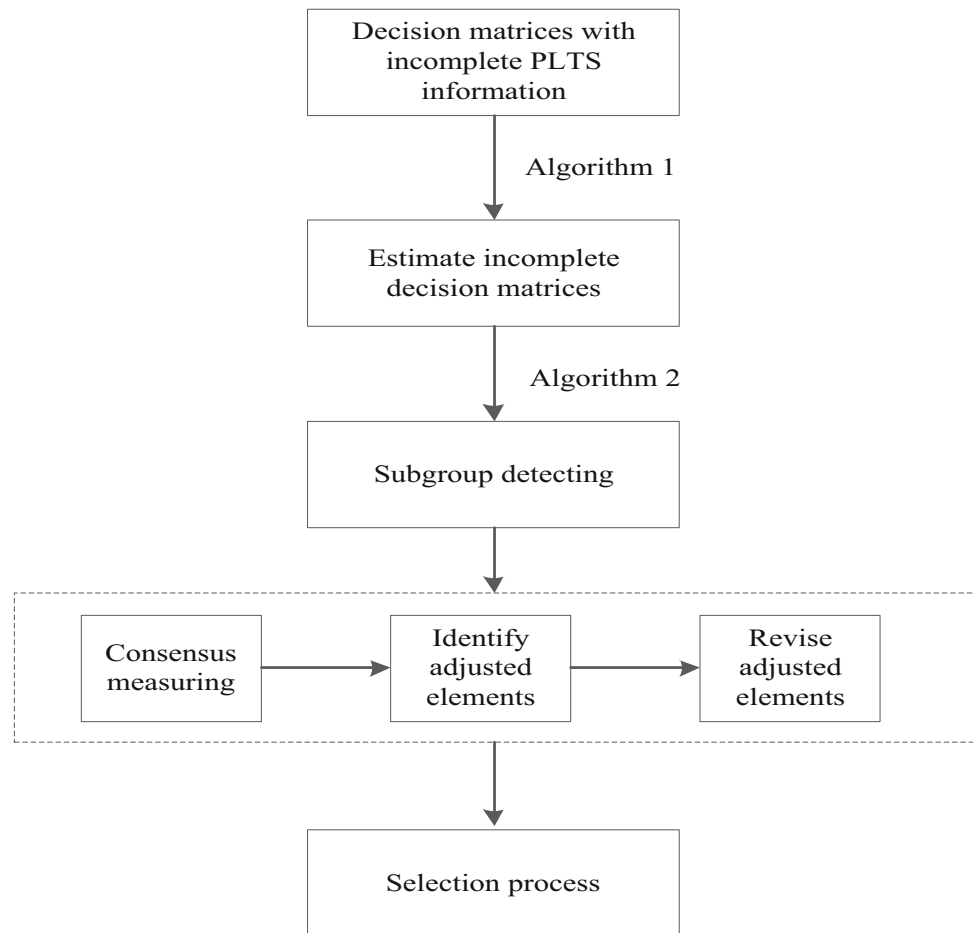 Decision matrices with
incomplete PLTS
information
Algorithm 1
Estimate incomplete
decision matrices
Algorithm 2
Subgroup detecting
Consensus
measuring
Identify
adjusted
elements
Revise
adjusted
elements
Selection process